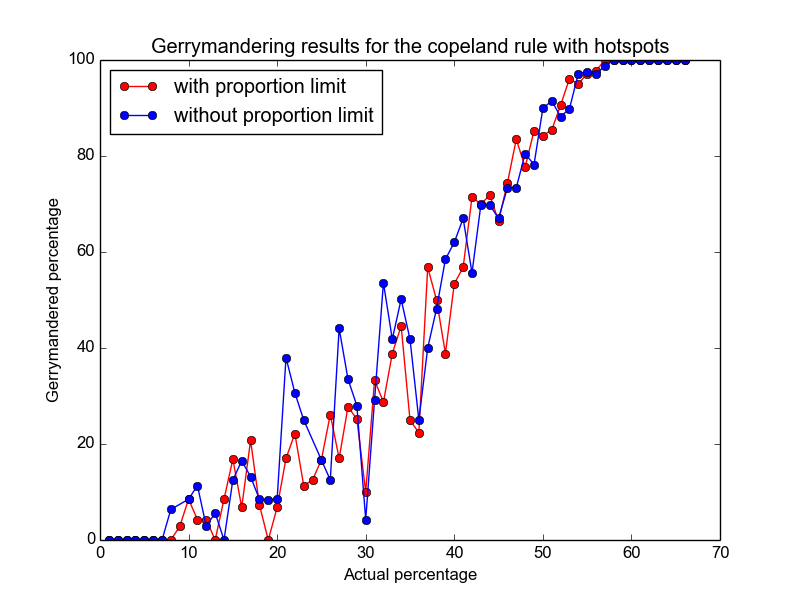 Gerrymandering results for the copeland rule with hotspots
with proportion limit
without proportion limit
100
80
60
40
20
0
Gerrymandered percentage
0 10 20 30 40 50 60 70
Actual percentage